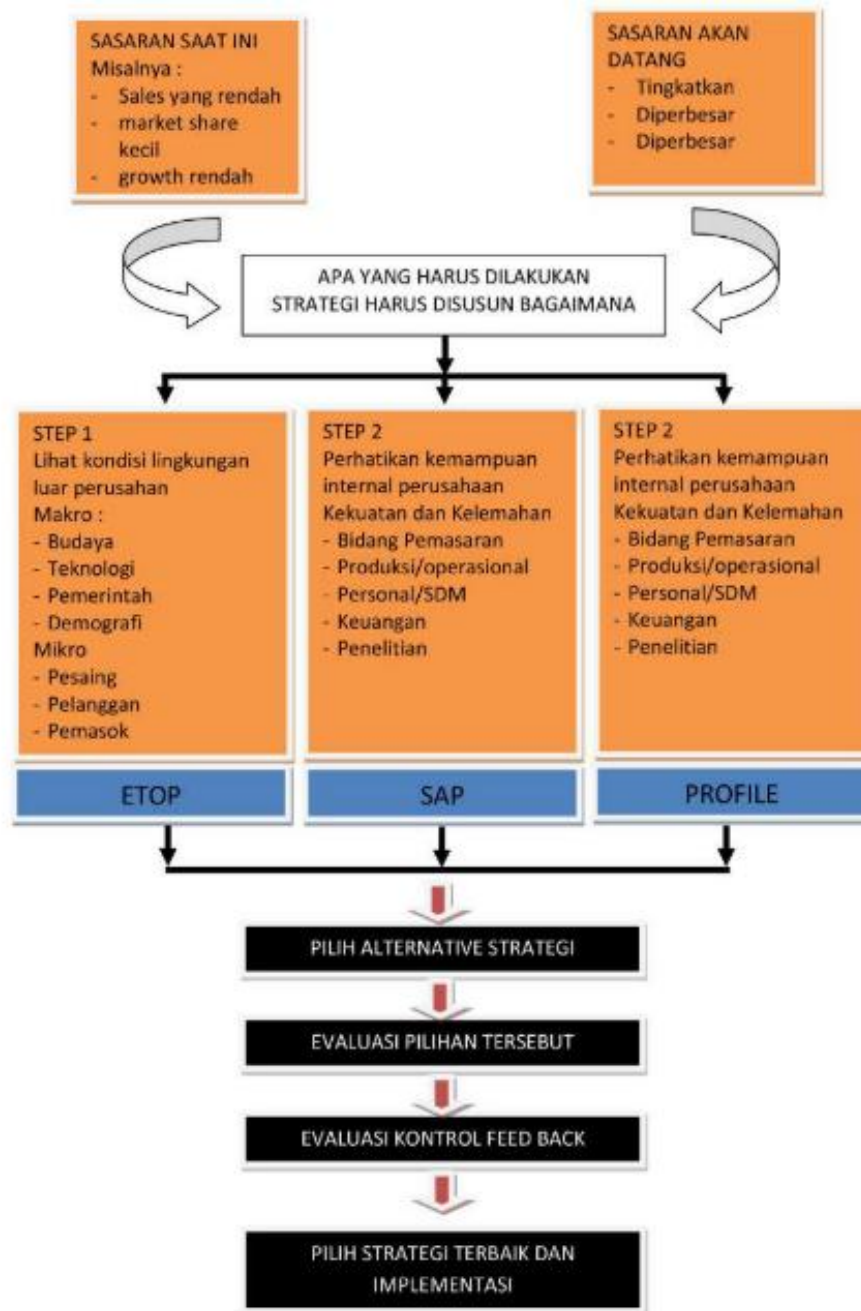 SASARAN SAAT INI
Misalnya :
- Sales yang rendah
- market share
kecil
- growth rendah
SASARAN AKAN
DATANG
- Tingkatkan
- Diperbesar
- Diperbesar
APA YANG HARUS DILAKUKAN
STRATEGI HARUS DISUSUN BAGAIMANA
STEP 1
Lihat kondisi lingkungan
luar perusahan
Makro :
- Budaya
- Teknologi
- Pemerintah
- Demografi
Mikro
- Pesaing
- Pelanggan
- Pemasok
ETOP
STEP 2
Perhatikan kemampuan
internal perusahaan
Kekuatan dan Kelemahan
- Bidang Pemasaran
- Produksi/operasional
- Personal/SDM
- Keuangan
- Penelitian
SAP
STEP 2
Perhatikan kemampuan
internal perusahaan
Kekuatan dan Kelemahan
- Bidang Pemasaran
- Produksi/operasional
- Personal/SDM
- Keuangan
- Penelitian
PROFILE
PILIH ALTERNATIVE STRATEGI
EVALUASI PILIHAN TERSEBUT
EVALUASI KONTROL FEED BACK
PILIH STRATEGI TERBAIK DAN
IMPLEMENTASI